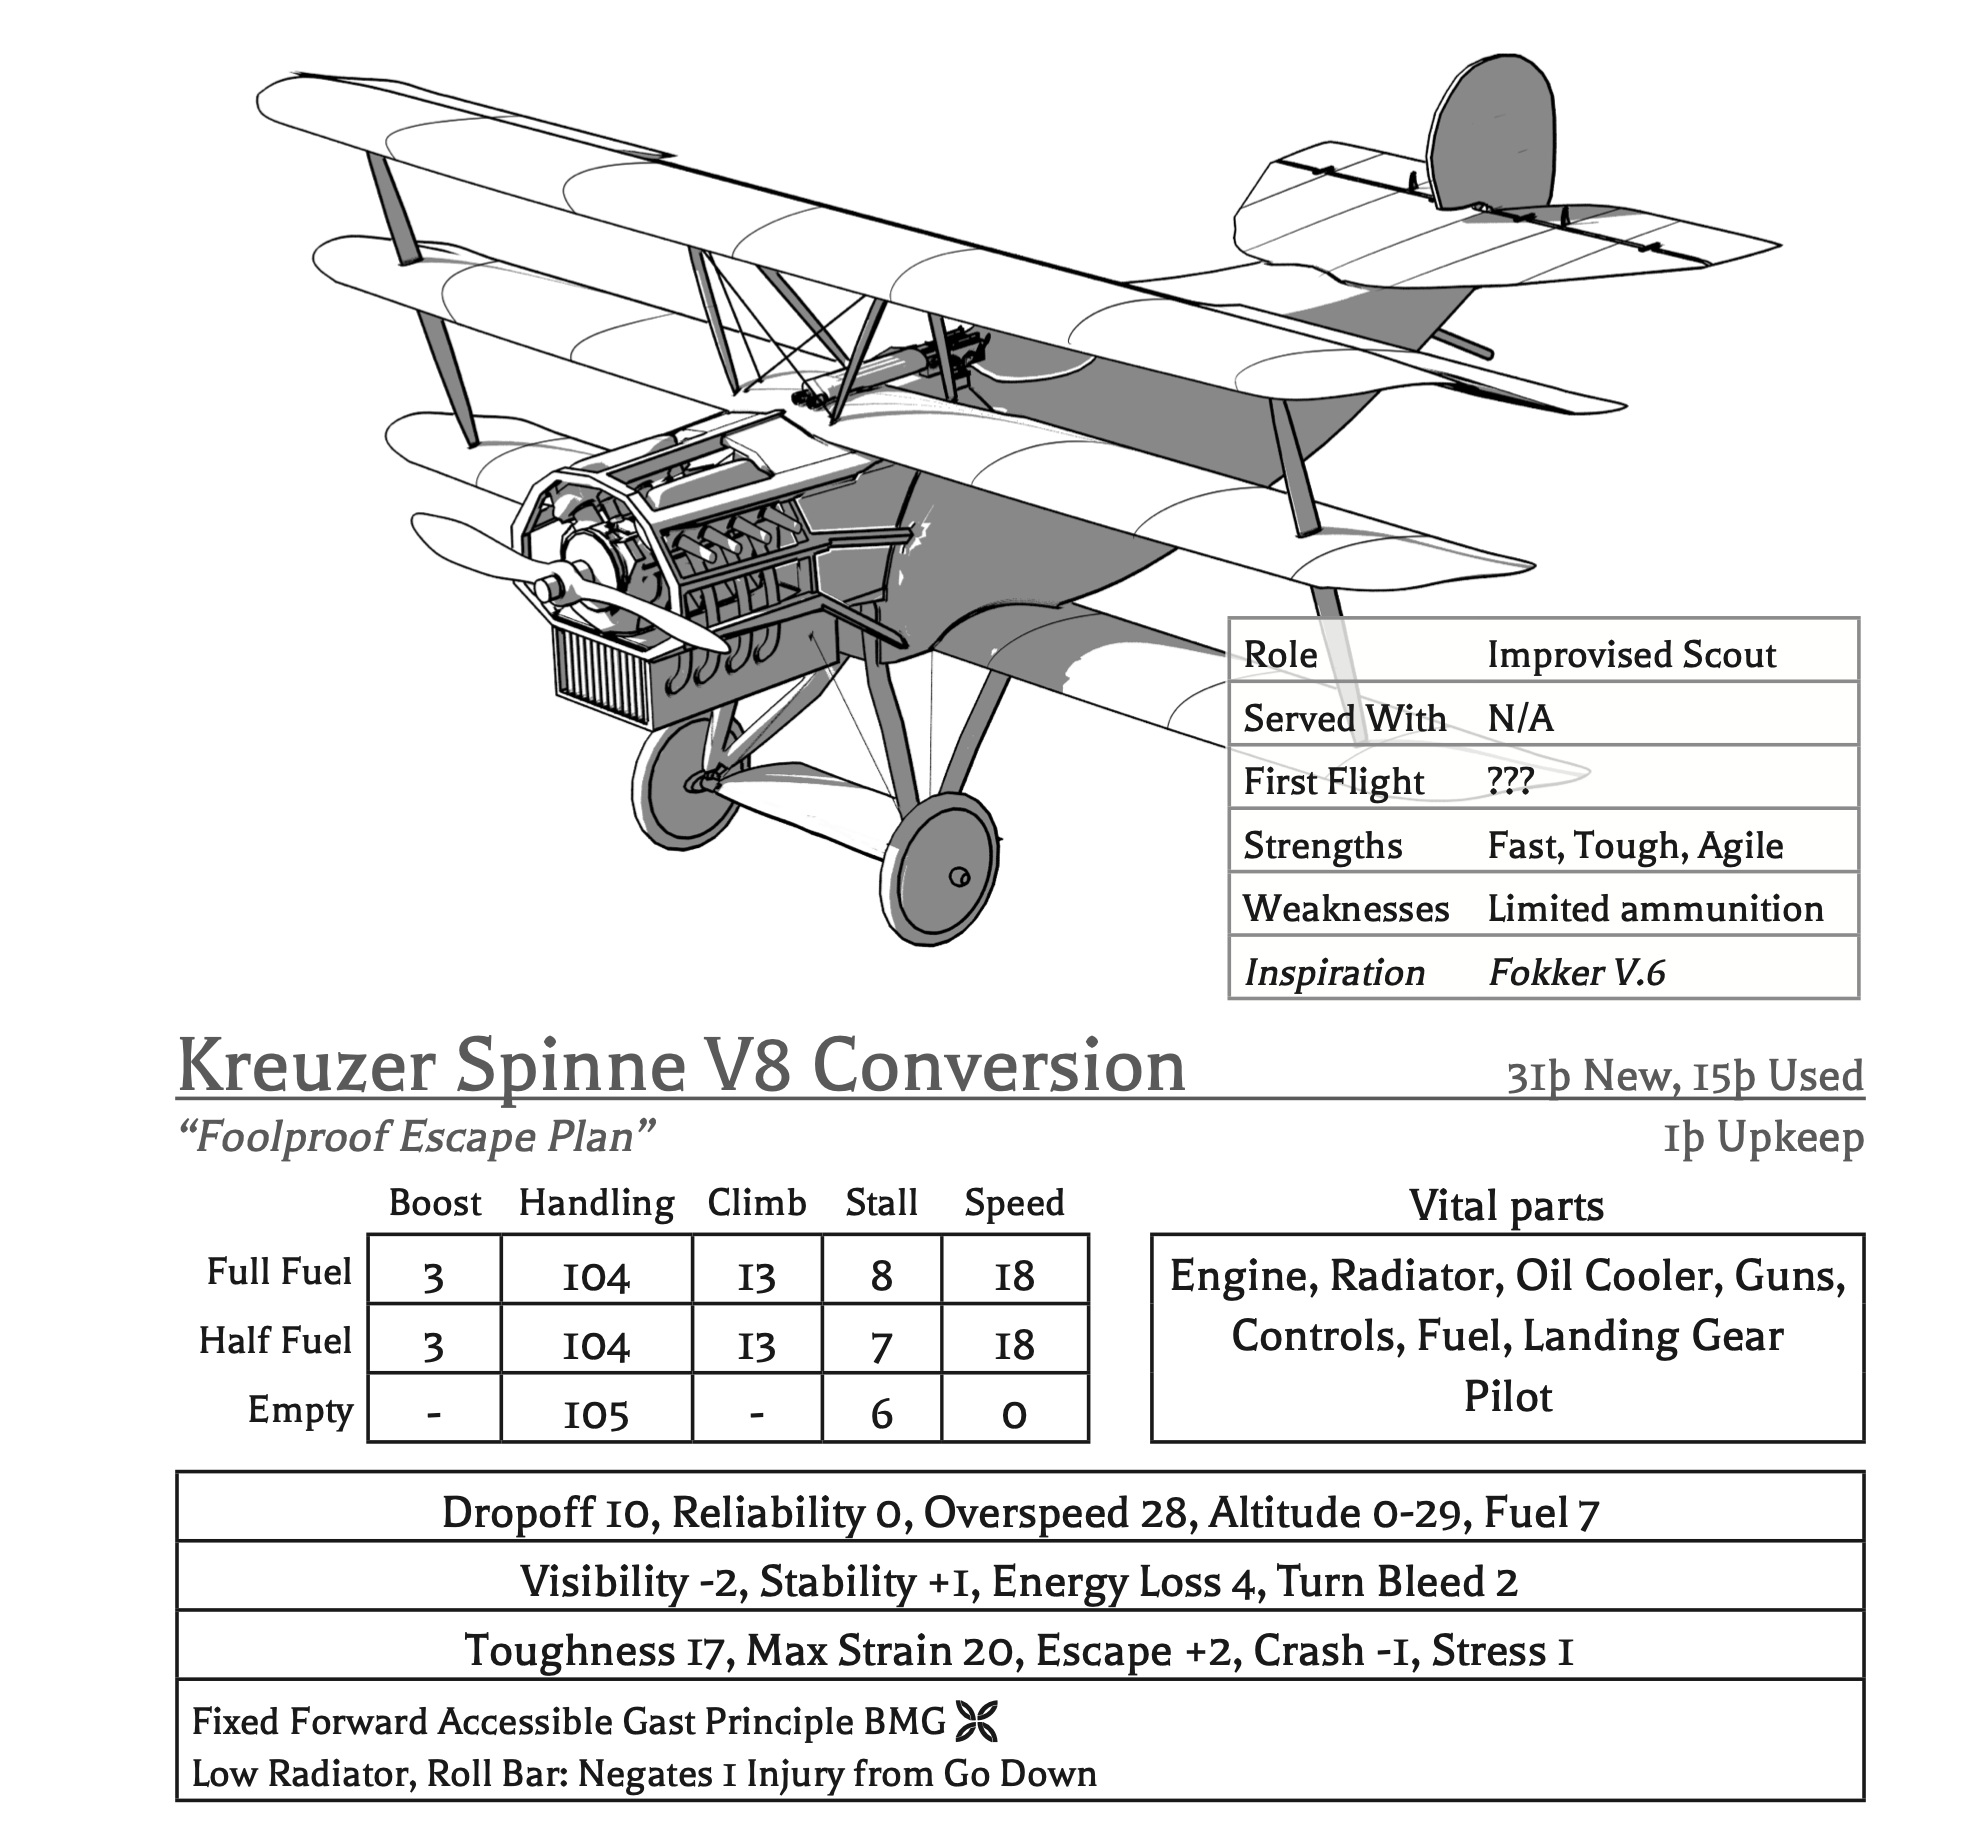 Role Improvised Scout
Served With N/A
First Flight ???
Strengths Fast, Tough, Agile
Weaknesses Limited ammunition
Inspiration Fokker V.6
Kreuzer Spinne V8 Conversion 31þ New, 15þ Used
“Foolproof Escape Plan” 1þ Upkeep
Boost Handling Climb Stall Speed
Full Fuel 3 104 13 8 18
Half Fuel 3 104 13 7 18
Empty - 105 - 6 0
Vital parts
Engine, Radiator, Oil Cooler, Guns,
Controls, Fuel, Landing Gear
Pilot
Dropoff 10, Reliability 0, Overspeed 28, Altitude 0-29, Fuel 7
Visibility -2, Stability +1, Energy Loss 4, Turn Bleed 2
Toughness 17, Max Strain 20, Escape +2, Crash -1, Stress 1
Fixed Forward Accessible Gast Principle BMG
Low Radiator, Roll Bar: Negates 1 Injury from Go Down